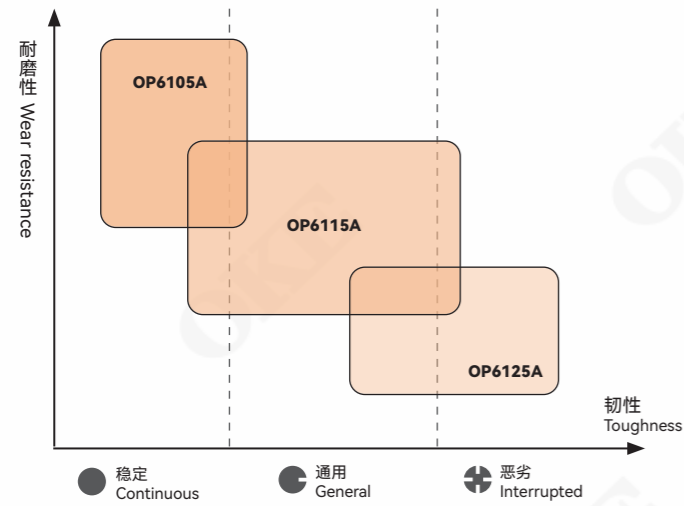 耐磨性 Wear resistance
OP6105A
OP6115A
OP6125A
韧性
Toughness
稳定
Continuous
通用
General
恶劣
Interrupted
OKE